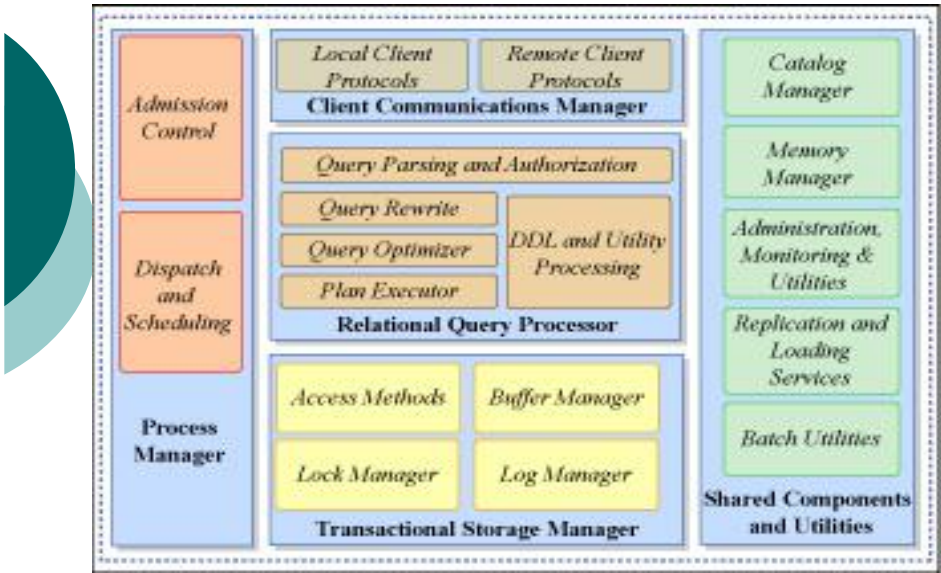 Admission
Control
Dispatch
and
Scheduling
Process
Manager
Local Client
Protocols
Remote Client
Protocols
Client Communications Manager
Query Parsing and Authorization
Query Rewrite
Query Optimizer
Plan Executor
DDL and Utility
Processing
Relational Query Processor
Access Methods
Buffer Manager
Lock Manager
Log Manager
Transactional Storage Manager
Catalog
Manager
Memory
Manager
Administration,
Monitoring &
Utilities
Replication and
Loading
Services
Batch Utilities
Shared Components
and Utilities